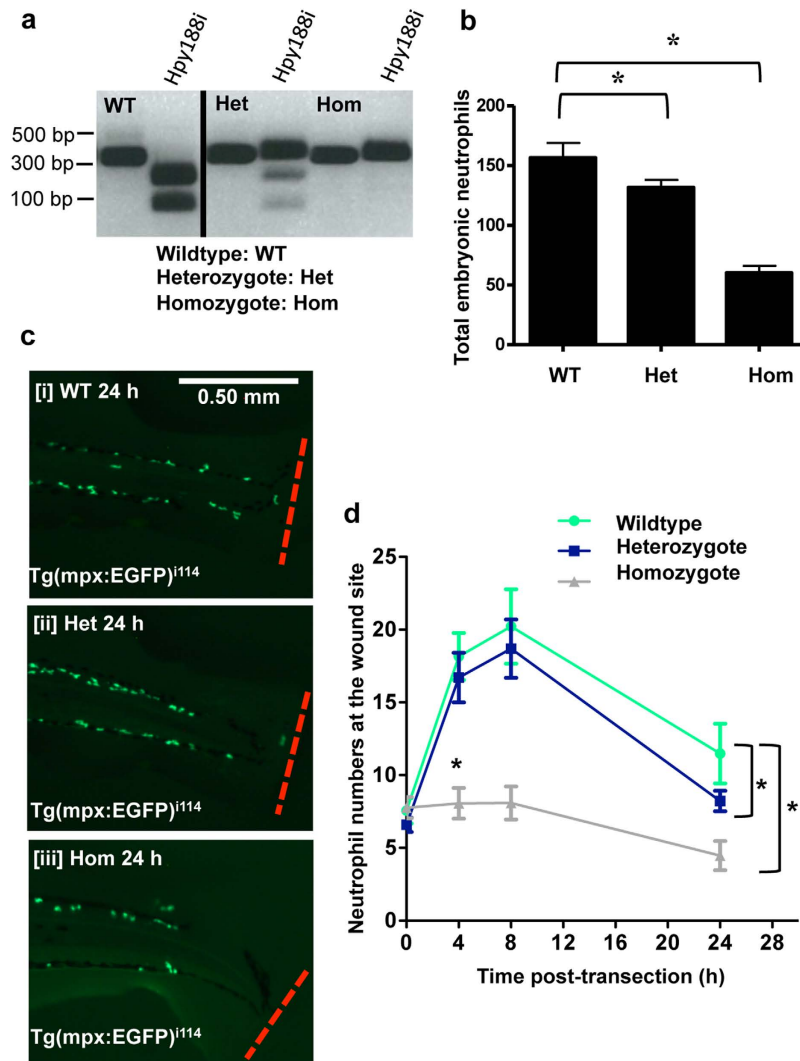 a
Hpy188i
Hpy188i
Hpy188i
WT
Het
Hom
500 bp
300 bp
100 bp
Wildtype: WT
Heterozygote: Het
Homozygote: Hom
b
*
*
Total embryonic neutrophils
200
150
100
50
0
WT Het Hom
c
[i] WT 24 h
0.50 mm
Tg(mpx:EGFP)i114
[ii] Het 24 h
Tg(mpx:EGFP)i114
[iii] Hom 24 h
Tg(mpx:EGFP)i114
d
Wildtype
Heterozygote
Homozygote
Neutrophil numbers at the wound site
25
20
15
10
5
0
*
*
*
0 4 8 12 16 20 24 28
Time post-transection (h)